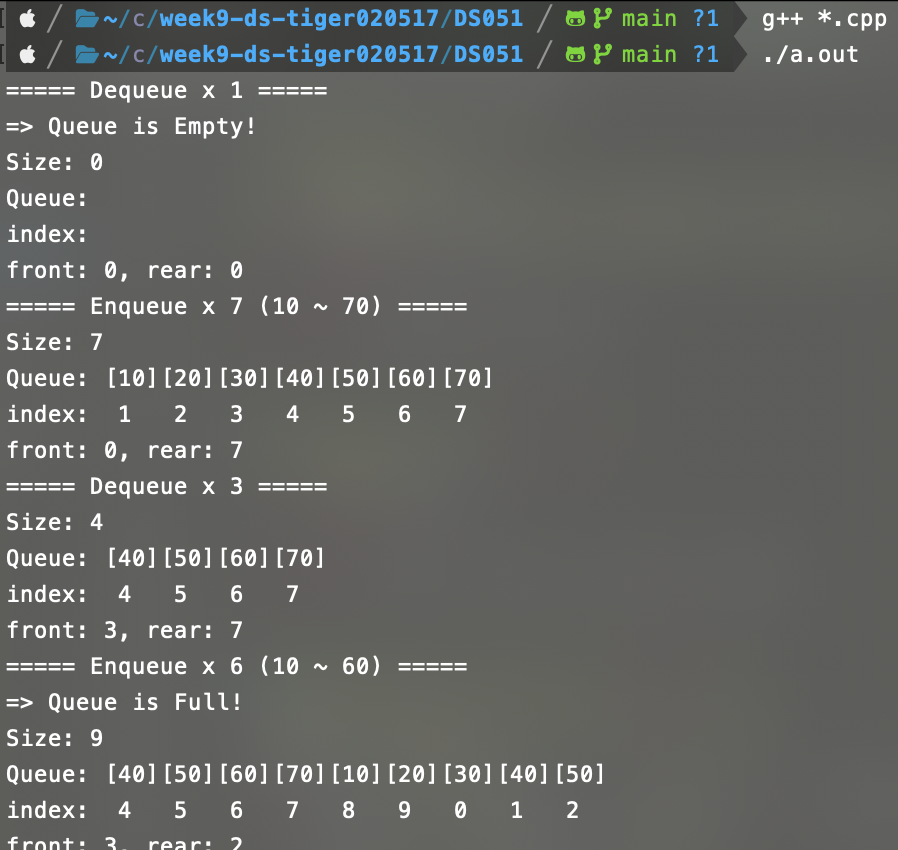 ~/c/week9-ds-tiger020517/DS051 main ?1 g++ *.cpp
~/c/week9-ds-tiger020517/DS051 main ?1 ./a.out
===== Dequeue x 1 =====
=> Queue is Empty!
Size: 0
Queue:
index:
front: 0, rear: 0
===== Enqueue x 7 (10 ~ 70) =====
Size: 7
Queue: [10][20][30][40][50][60][70]
index:  1   2   3   4   5   6   7
front: 0, rear: 7
===== Dequeue x 3 =====
Size: 4
Queue: [40][50][60][70]
index:  4   5   6   7
front: 3, rear: 7
===== Enqueue x 6 (10 ~ 60) =====
=> Queue is Full!
Size: 9
Queue: [40][50][60][70][10][20][30][40][50]
index:  4   5   6   7   8   9   0   1   2
front: 3, rear: 2